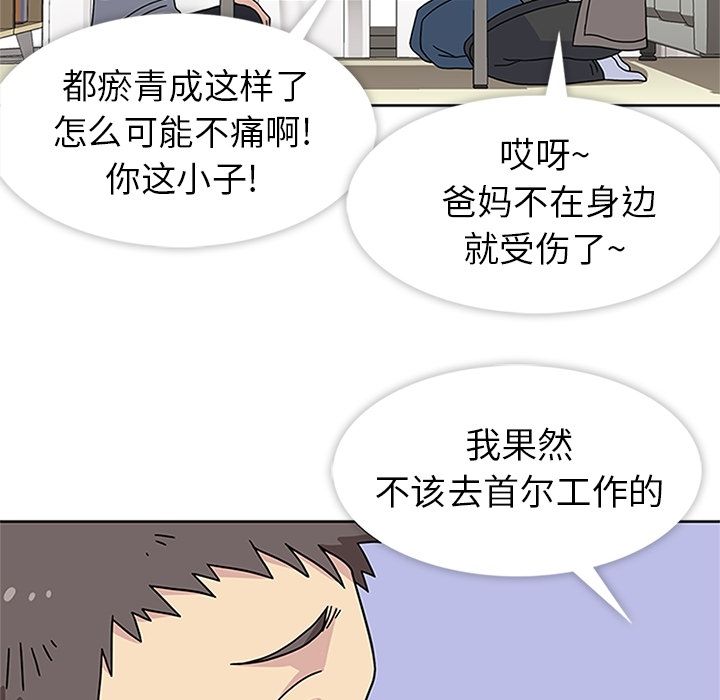 都瘀青成这样了
怎么可能不痛啊!
你这小子!
哎呀~
爸妈不在身边
就受伤了~
我果然
不该去首尔工作的